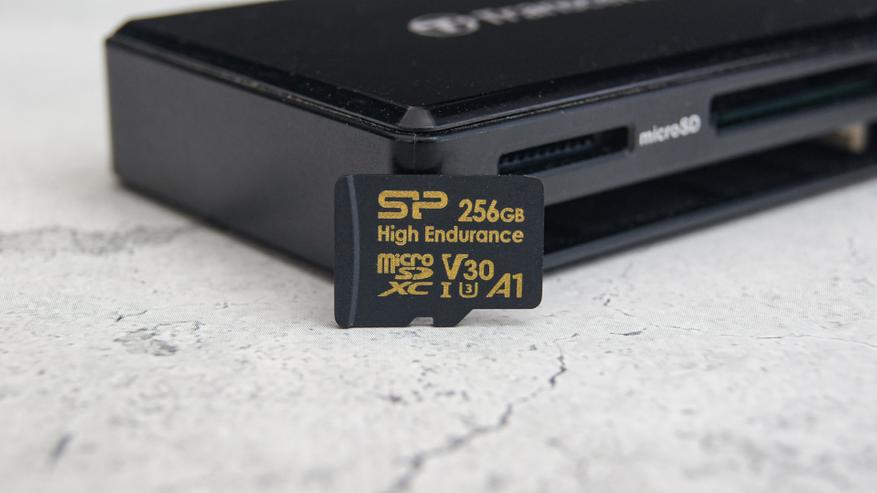 microSD
SP 256GB
High Endurance
micro SD XC V30
I U3 A1